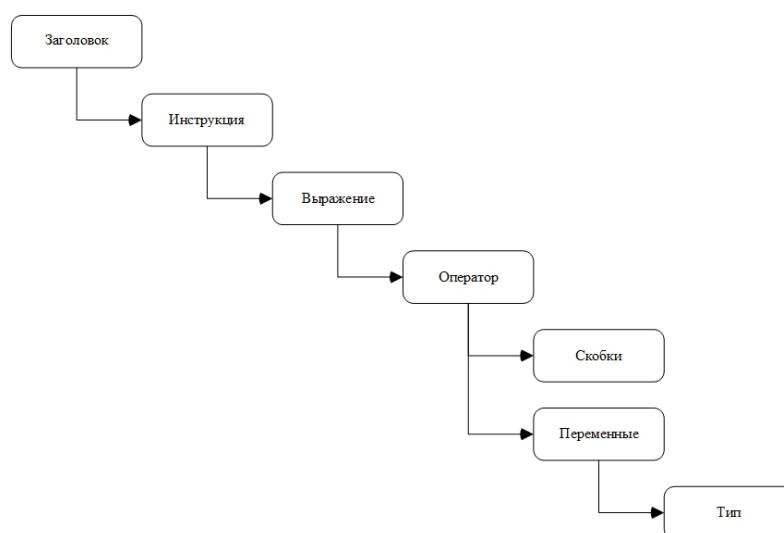 Заголовок
Инструкция
Выражение
Оператор
Скобки
Переменные
Тип